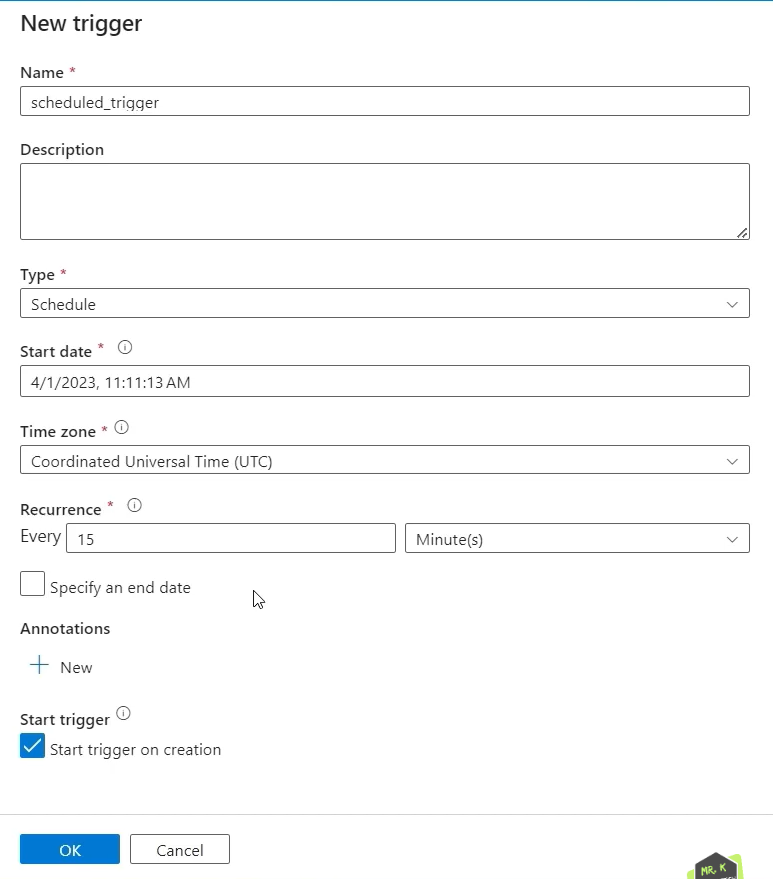 New trigger
Name *
scheduled_trigger
Description
Type *
Schedule
Start date *
4/1/2023, 11:11:13 AM
Time zone *
Coordinated Universal Time (UTC)
Recurrence *
Every 15 Minute(s)
Specify an end date
Annotations
New
Start trigger
Start trigger on creation
OK Cancel
MR. K